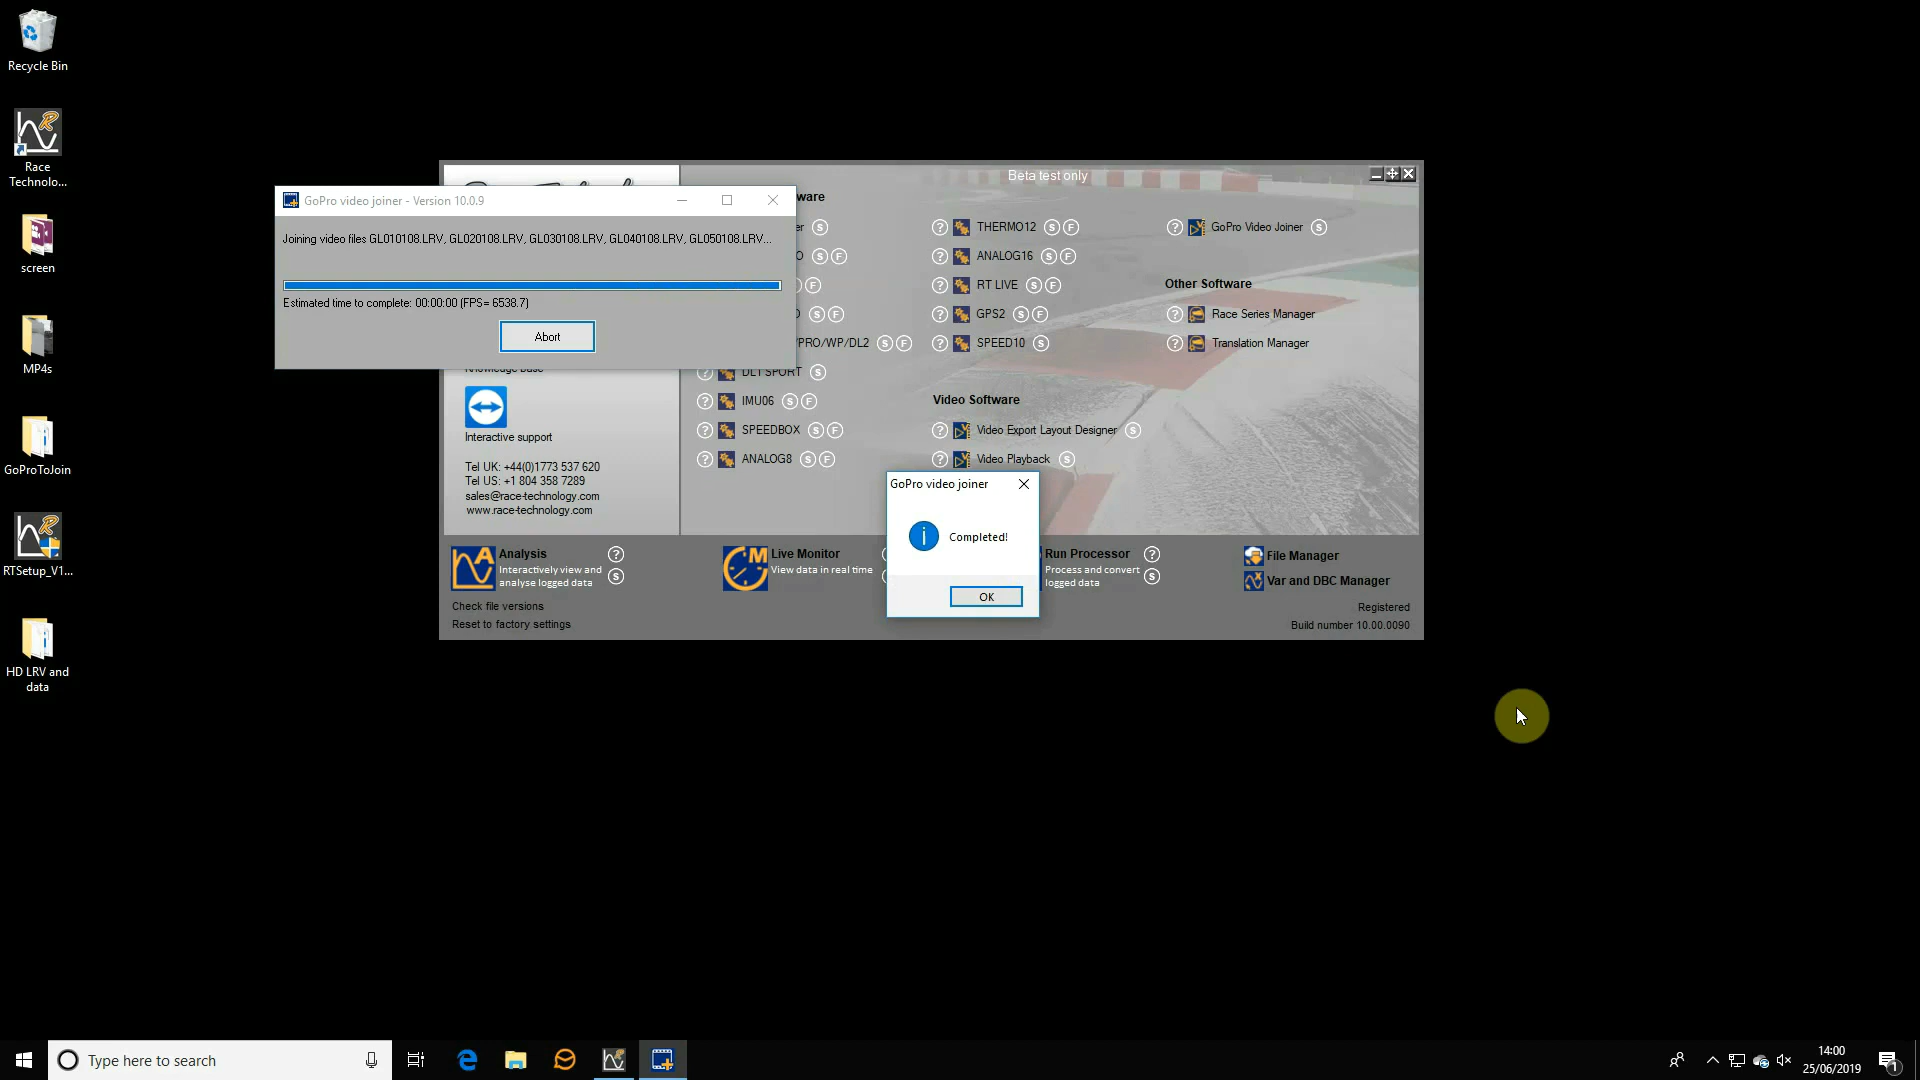 Recycle Bin
Race
Technolo...
screen
MP4s
GoProToJoin
RTSetup_V1...
HD LRV and
data
Beta test only
GoPro video joiner - Version 10.0.9
Joining video files GL010108.LRV, GL020108.LRV, GL030108.LRV, GL040108.LRV, GL050108.LRV...
Estimated time to complete: 00:00:00 (FPS= 6538.7)
Abort
Interactive support
Tel UK: +44(0)1773 537 620
Tel US: +1 804 358 7289
sales@race-technology.com
www.race-technology.com
/PRO/WP/DL2 S F
? DL1 SPORT S
? IMU06 S F
? SPEEDBOX S F
? ANALOG8 S F
? THERMO12 S F
? ANALOG16 S F
? RT LIVE S F
? GPS2 S F
? SPEED10 S
Video Software
? Video Export Layout Designer S
? Video Playback S
? GoPro Video Joiner S
Other Software
? Race Series Manager
? Translation Manager
GoPro video joiner
Completed!
OK
Analysis ?
Interactively view and
analyse logged data S
Live Monitor
View data in real time
Run Processor ?
Process and convert
logged data S
File Manager
Var and DBC Manager
Check file versions
Reset to factory settings
Registered
Build number 10.00.0090
Type here to search
14:00
25/06/2019
1